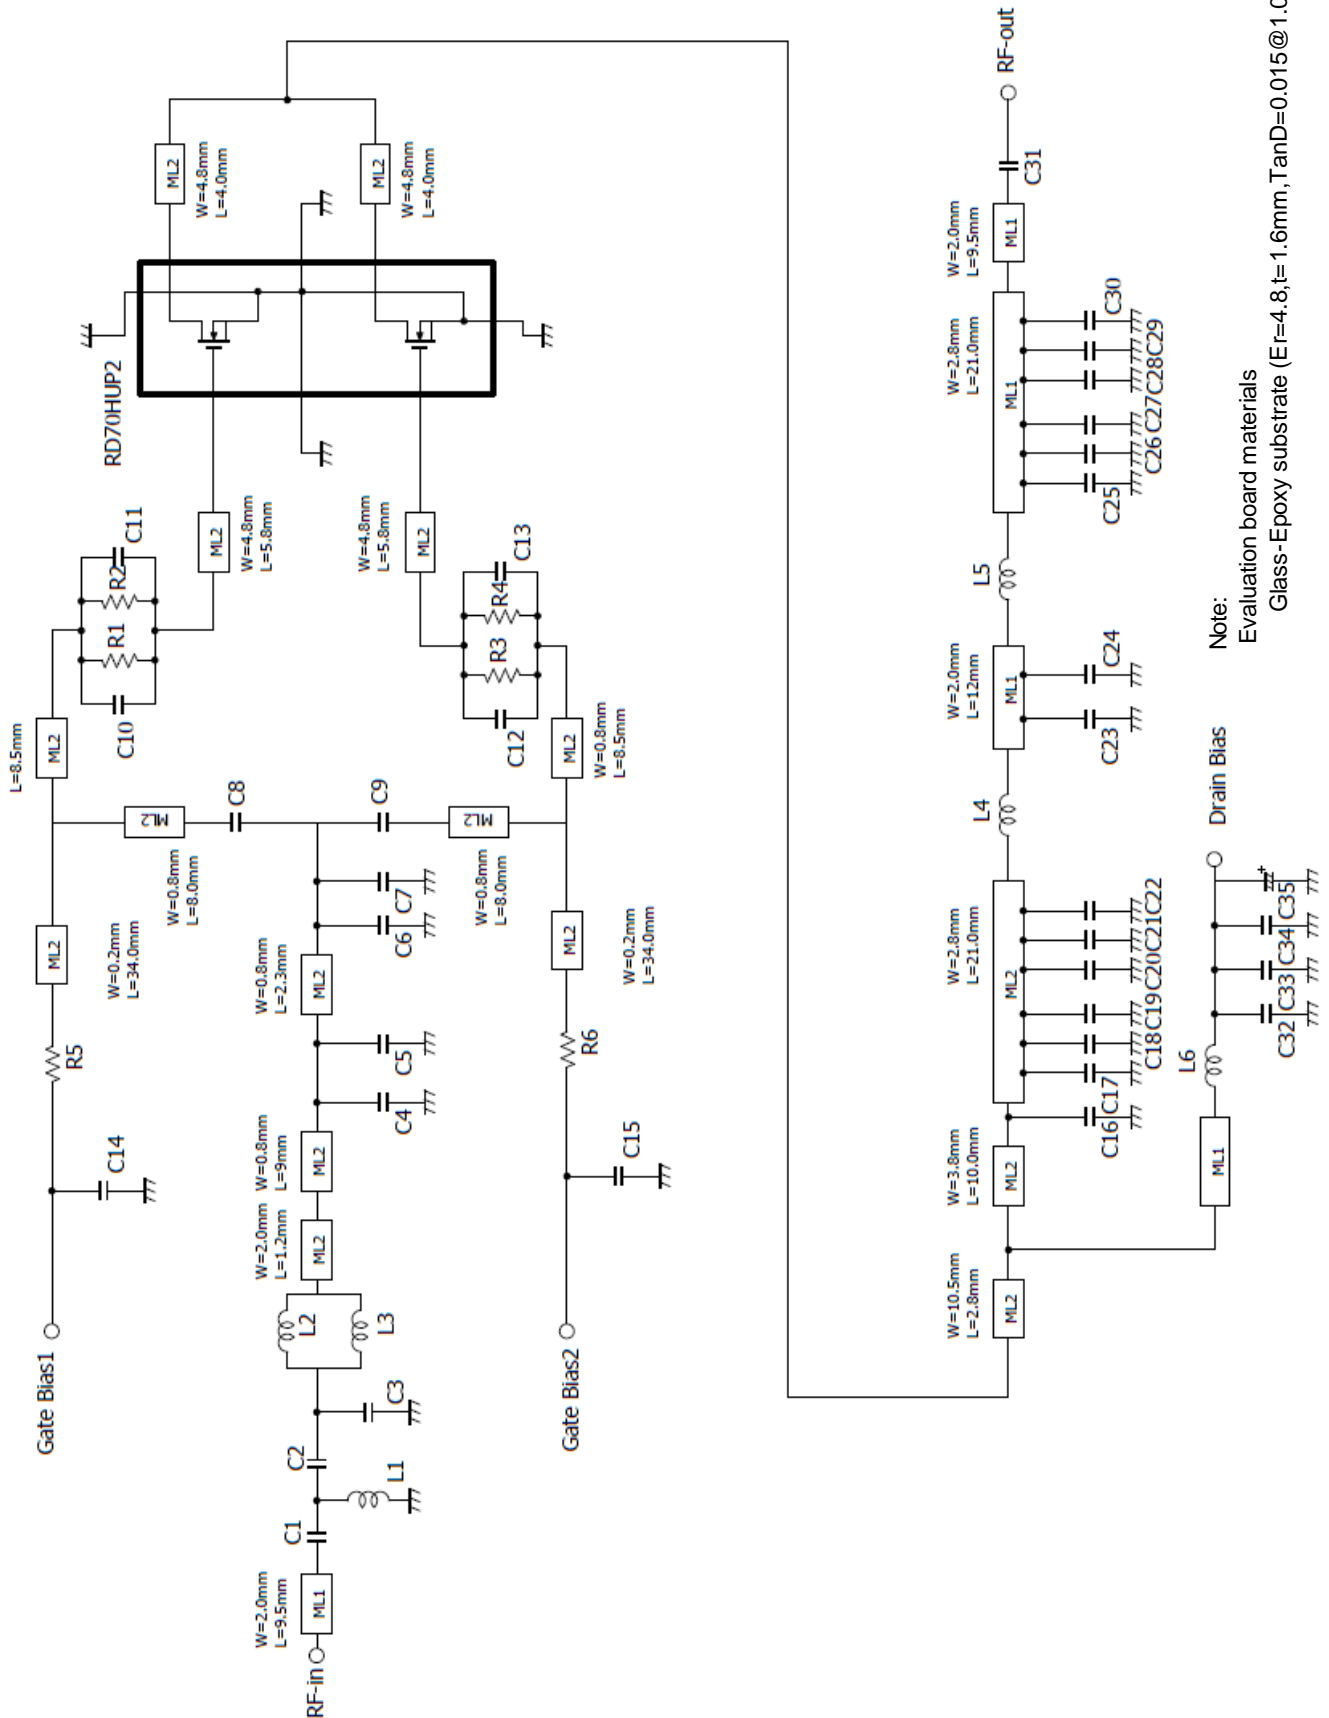 Gate Bias1
C14
R5
ML2
W=0.2mm
L=34.0mm
L=8.5mm
ML2
C10
R1
R2
C11
ML2
W=0.8mm
L=8.0mm
C8
ML2
W=4.8mm
L=5.8mm
RD70HUP2
ML2
W=4.8mm
L=4.0mm
RF-in
W=2.0mm
L=9.5mm
ML1
C1
L1
C2
C3
L2
L3
W=2.0mm
L=1.2mm
ML2
W=0.8mm
L=9mm
ML2
C4
C5
W=0.8mm
L=2.3mm
ML2
C6
C7
C9
W=0.8mm
L=8.0mm
ML2
W=4.8mm
L=5.8mm
ML2
ML2
W=4.8mm
L=4.0mm
Gate Bias2
C15
R6
ML2
W=0.2mm
L=34.0mm
ML2
W=0.8mm
L=8.5mm
C12
R3
R4
C13
W=10.5mm
L=2.8mm
ML2
W=3.8mm
L=10.0mm
ML2
C16
W=2.8mm
L=21.0mm
ML2
C17
C18
C19
C20
C21
C22
L4
W=2.0mm
L=12mm
ML1
C23
C24
L5
W=2.8mm
L=21.0mm
ML1
C25
C26
C27
C28
C29
C30
W=2.0mm
L=9.5mm
ML1
C31
RF-out
ML1
L6
C32
C33
C34
C35
+
Drain Bias
Note:
Evaluation board materials
Glass-Epoxy substrate (Er=4.8,t=1.6mm,TanD=0.015@1.0